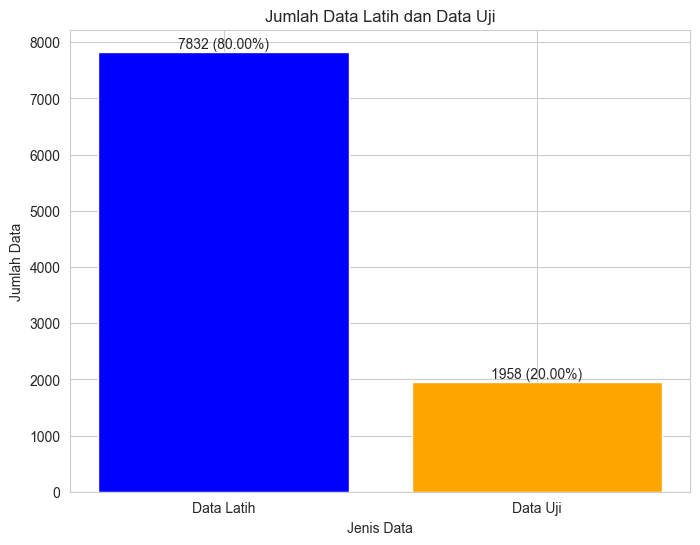 Jumlah Data Latih dan Data Uji
8000
7000
6000
5000
4000
3000
2000
1000
0
Jumlah Data
7832 (80.00%)
1958 (20.00%)
Data Latih
Data Uji
Jenis Data